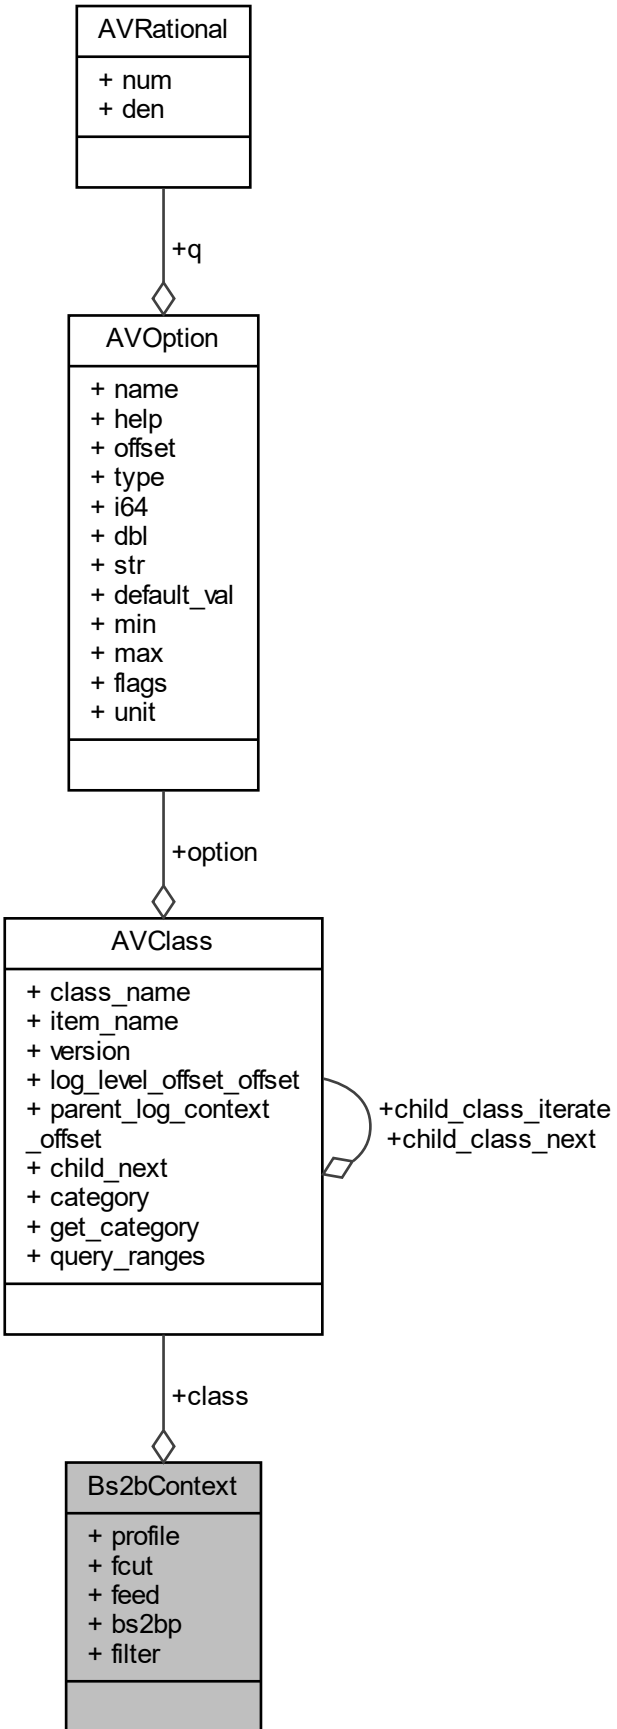 AVRational
+ num
+ den
+q
AVOption
+ name
+ help
+ offset
+ type
+ i64
+ dbl
+ str
+ default_val
+ min
+ max
+ flags
+ unit
+option
AVClass
+ class_name
+ item_name
+ version
+ log_level_offset_offset
+ parent_log_context
_offset
+ child_next
+ category
+ get_category
+ query_ranges
+child_class_iterate
+child_class_next
+class
Bs2bContext
+ profile
+ fcut
+ feed
+ bs2bp
+ filter